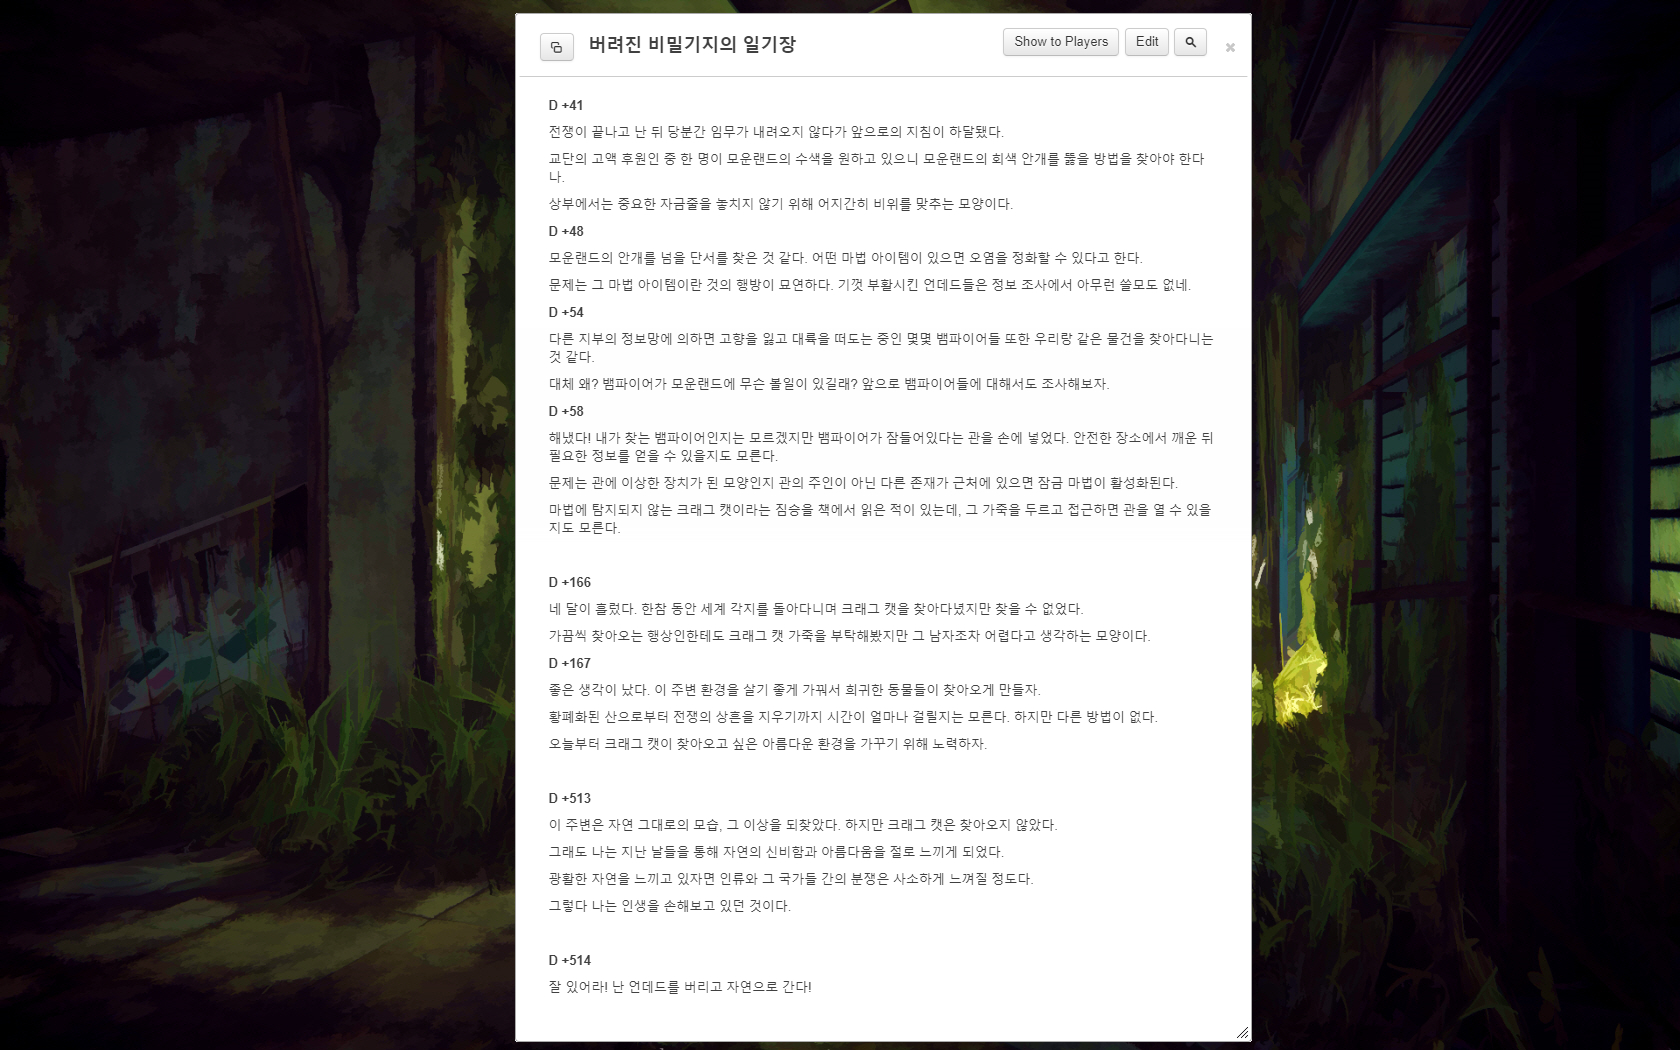 버려진 비밀기지의 일기장
Show to Players
Edit
D +41
전쟁이 끝나고 난 뒤 당분간 임무가 내려오지 않다가 앞으로의 지침이 하달됐다.
교단의 고액 후원인 중 한 명이 모운랜드의 수색을 원하고 있으니 모운랜드의 회색 안개를 뚫을 방법을 찾아야 한다
나.
상부에서는 중요한 자금줄을 놓치지 않기 위해 어지간히 비위를 맞추는 모양이다.
D +48
모운랜드의 안개를 넘을 단서를 찾은 것 같다. 어떤 마법 아이템이 있으면 오염을 정화할 수 있다고 한다.
문제는 그 마법 아이템이란 것의 행방이 묘연하다. 기껏 부활시킨 언데드들은 정보 조사에서 아무런 쓸모도 없네.
D +54
다른 지부의 정보망에 의하면 고향을 잃고 대륙을 떠도는 중인 몇몇 뱀파이어들 또한 우리랑 같은 물건을 찾아다니는
것 같다.
대체 왜? 뱀파이어가 모운랜드에 무슨 볼일이 있길래? 앞으로 뱀파이어들에 대해서도 조사해보자.
D +58
해냈다! 내가 찾는 뱀파이어인지는 모르겠지만 뱀파이어가 잠들어있다는 관을 손에 넣었다. 안전한 장소에서 깨운 뒤
필요한 정보를 얻을 수 있을지도 모른다.
문제는 관에 이상한 장치가 된 모양인지 관의 주인이 아닌 다른 존재가 근처에 있으면 잠금 마법이 활성화된다.
마법에 탐지되지 않는 크래그 캣이라는 짐승을 책에서 읽은 적이 있는데, 그 가죽을 두르고 접근하면 관을 열 수 있을
지도 모른다.
D +166
네 달이 흘렀다. 한참 동안 세계 각지를 돌아다니며 크래그 캣을 찾아다녔지만 찾을 수 없었다.
가끔씩 찾아오는 행상인한테도 크래그 캣 가죽을 부탁해봤지만 그 남자조차 어렵다고 생각하는 모양이다.
D +167
좋은 생각이 났다. 이 주변 환경을 살기 좋게 가꿔서 희귀한 동물들이 찾아오게 만들자.
황폐화된 산으로부터 전쟁의 상흔을 지우기까지 시간이 얼마나 걸릴지는 모른다. 하지만 다른 방법이 없다.
오늘부터 크래그 캣이 찾아오고 싶은 아름다운 환경을 가꾸기 위해 노력하자.
D +513
이 주변은 자연 그대로의 모습, 그 이상을 되찾았다. 하지만 크래그 캣은 찾아오지 않았다.
그래도 나는 지난 날들을 통해 자연의 신비함과 아름다움을 절로 느끼게 되었다.
광활한 자연을 느끼고 있자면 인류와 그 국가들 간의 분쟁은 사소하게 느껴질 정도다.
그렇다 나는 인생을 손해보고 있던 것이다.
D +514
잘 있어라! 난 언데드를 버리고 자연으로 간다!